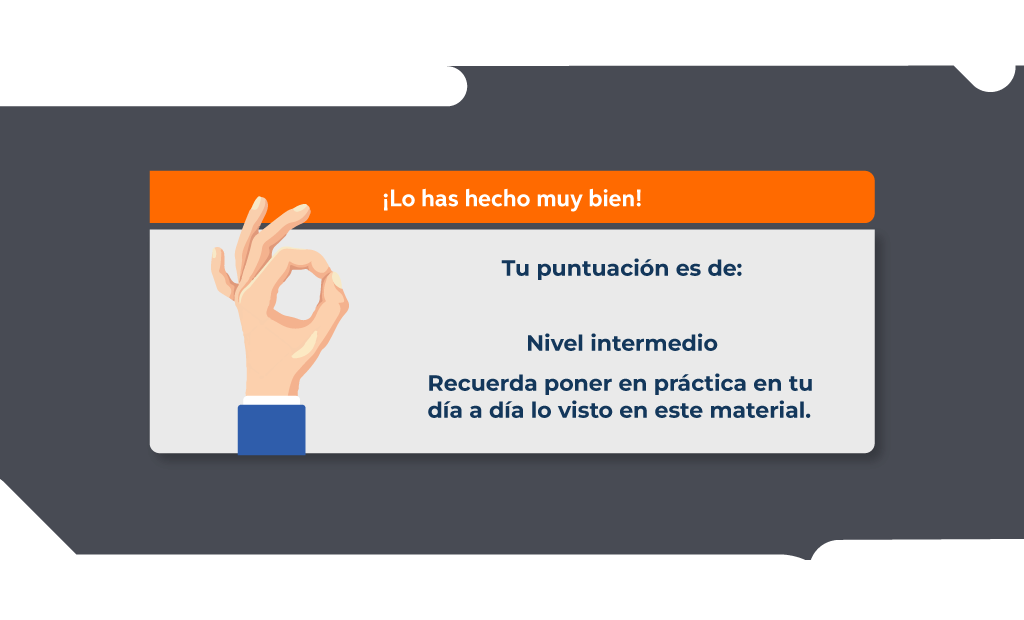 ¡Lo has hecho muy bien!
Tu puntuación es de:
Nivel intermedio
Recuerda poner en práctica en tu
día a día lo visto en este material.